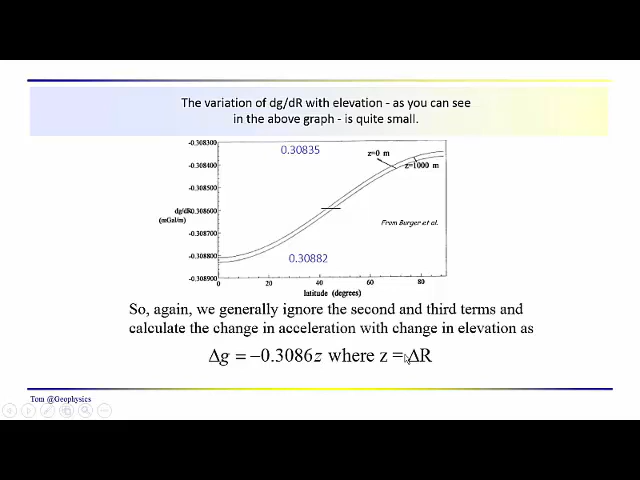 The variation of dg/dR with elevation - as you can see
in the above graph - is quite small.
-0.308300
0.30835
z=0 m
-0.308400
z=1000 m
-0.308500
dg/dR
-0.308600
(mGal/m)
From Burger et al.
-0.308700
-0.308800
0.30882
-0.308900
0 20 40 60 80
latitude (degrees)
So, again, we generally ignore the second and third terms and
calculate the change in acceleration with change in elevation as
Δg = −0.3086z where z = ΔR
Tom @Geophysics